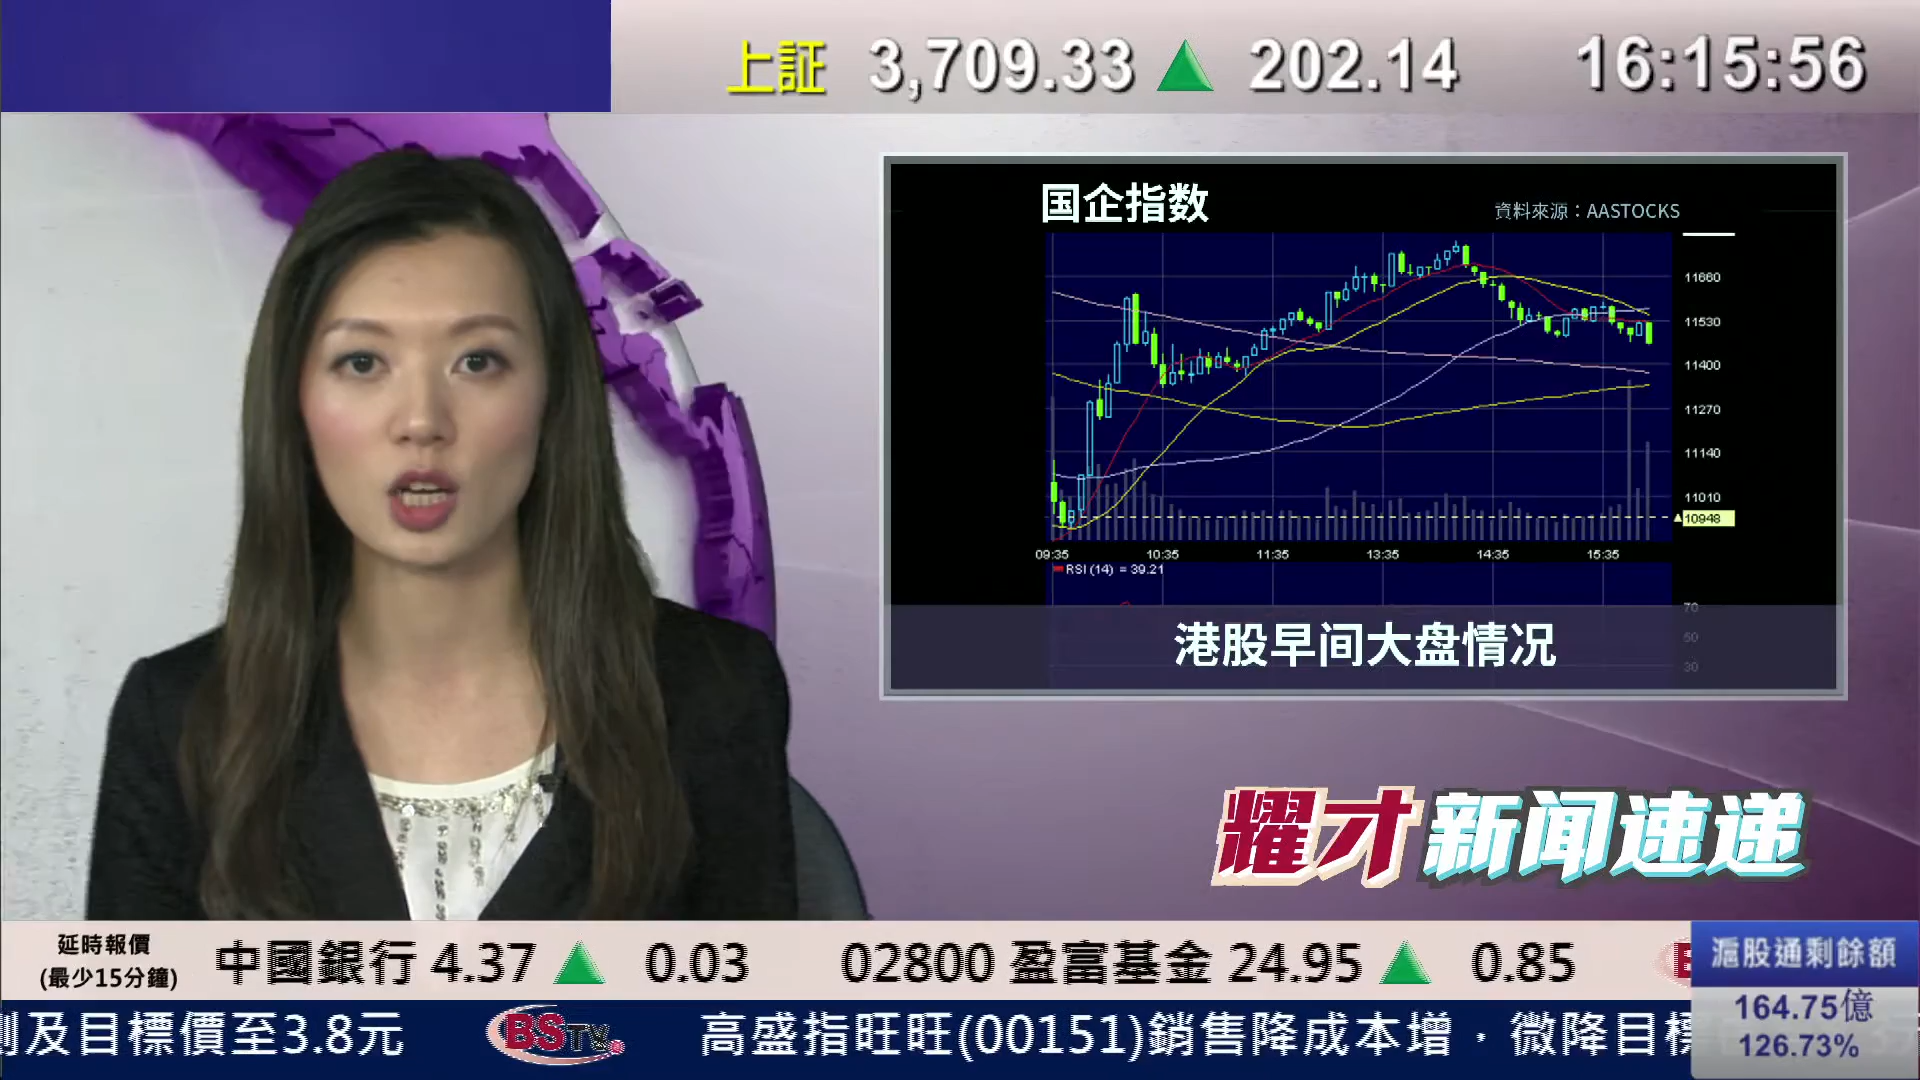 上証 3,709.33 ▲ 202.14 16:15:56
国企指数
資料來源：AASTOCKS
11660
11530
11400
11270
11140
11010
10948
09:35 10:35 11:35 13:35 14:35 15:35
RSI (14) = 39.21
70
50
30
港股早间大盘情况
耀才新闻速递
延時報價
(最少15分鐘)
中國銀行 4.37 ▲ 0.03 02800 盈富基金 24.95 ▲ 0.85
滬股通剩餘額
164.75億
126.73%
及目標價至3.8元 BSTV 高盛指旺旺(00151)銷售降成本增，微降目標